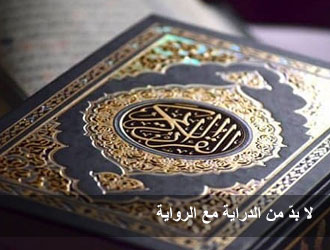 القرآن الكريم
لا بدّ من الدراية مع الرواية